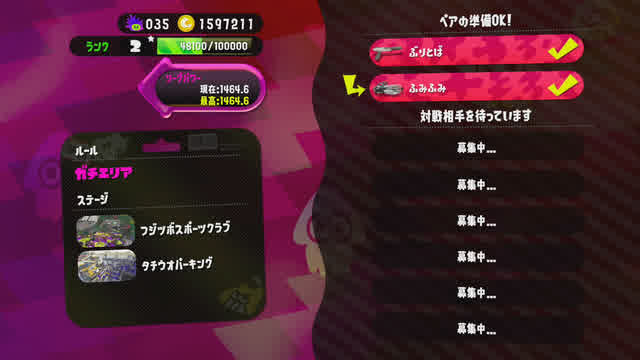 035 1597211
ランク 2 48100/100000
リーグパワー
現在:1464.6
最高:1464.6
ルール
ガチエリア
ステージ
フジツボスポーツクラブ
タチウオパーキング
ペアの準備OK!
ぷりとば
ふみふみ
対戦相手を待っています
募集中...
募集中...
募集中...
募集中...
募集中...
募集中...